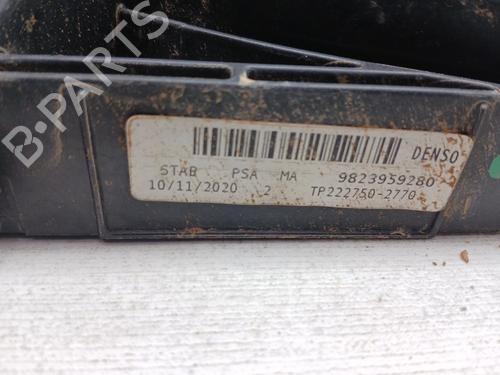 B-PARTS
DENSO
STAB PSA MA 9823959280
10/11/2020 2 TP222750-2770